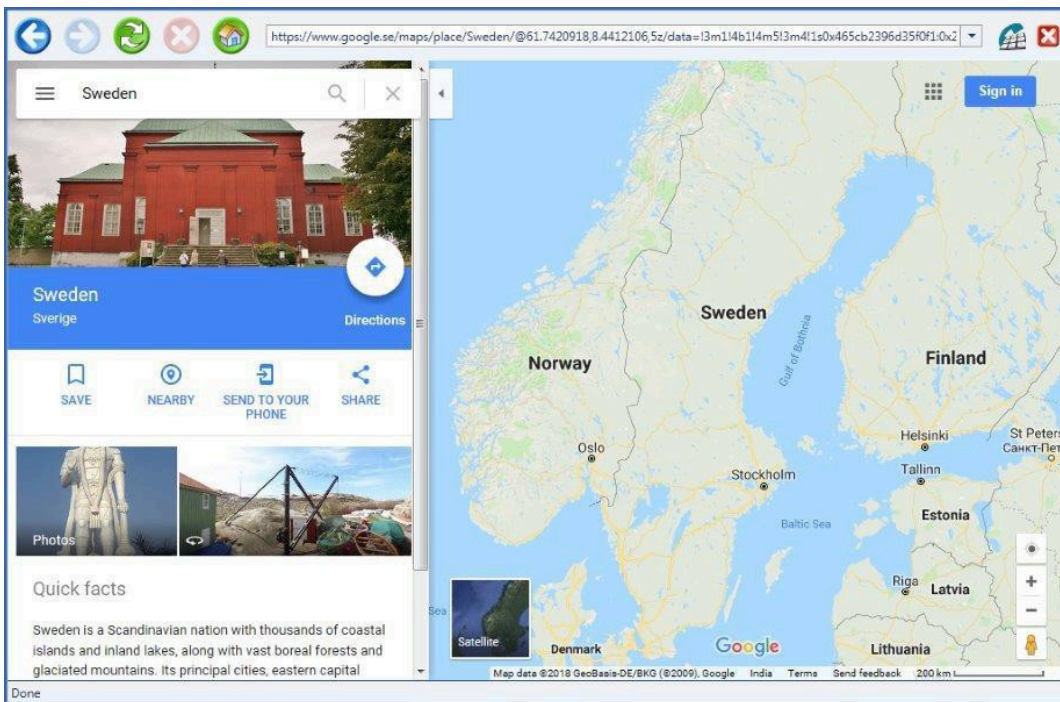 https://www.google.se/maps/place/Sweden/@61.7420918,8.4412106,5z/data=!3m1!4b1!4m5!3m4!1s0x465cb2396d35f0f1:0x2
Sweden
Sign in
Sweden
Sverige
Directions
SAVE
NEARBY
SEND TO YOUR
PHONE
SHARE
Photos
Quick facts
Sweden is a Scandinavian nation with thousands of coastal
islands and inland lakes, along with vast boreal forests and
glaciated mountains. Its principal cities, eastern capital
Sweden
Norway
Finland
Gulf of Bothnia
Helsinki
St Peters
Санкт-Пет
Oslo
Tallinn
Stockholm
Estonia
Baltic Sea
Riga
Latvia
Sea
Satellite
Denmark
Google
Lithuania
Map data ©2018 GeoBasis-DE/BKG (©2009), Google India Terms Send feedback 200 km
Done